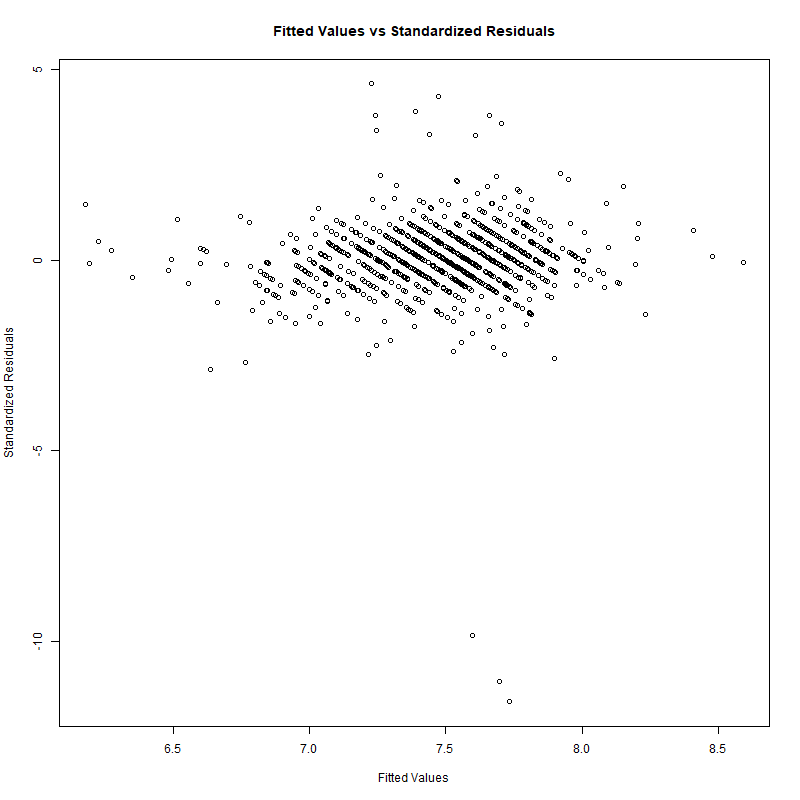 Fitted Values vs Standardized Residuals
5
0
-5
-10
Standardized Residuals
6.5 7.0 7.5 8.0 8.5
Fitted Values